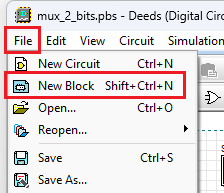 mux_2_bits.pbs - Deeds (Digital Circ
File Edit View Circuit Simulation
New Circuit Ctrl+N
New Block Shift+Ctrl+N
Open... Ctrl+O
Reopen...
Save Ctrl+S
Save As...